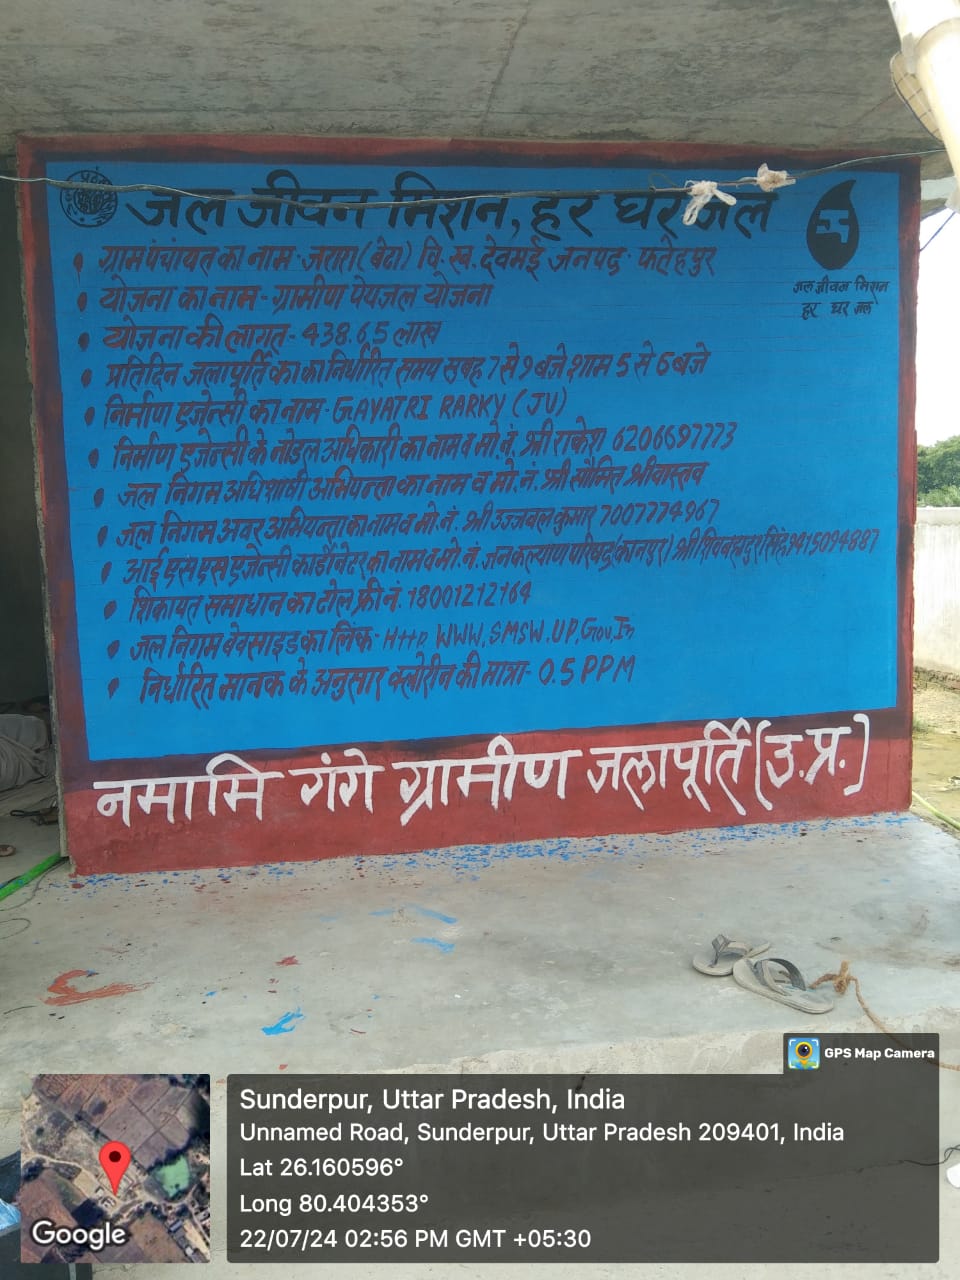 जल जीवन मिशन, हर घर जल
जल जीवन मिशन
हर घर जल
ग्राम पंचायत का नाम - जरारा (बेटा) वि. ख. देवमई जनपद - फतेहपुर
योजना का नाम - ग्रामीण पेयजल योजना
योजना की लागत - 438.65 लाख
प्रतिदिन जलापूर्ति का का निर्धारित समय सुबह 7 से 9 बजे शाम 5 से 6 बजे
निर्माण एजेन्सी का नाम - GAYATRI RARKY (JV)
निर्माण एजेन्सी के नोडल अधिकारी का नाम व मो. नं. श्री राकेश 6206697773
जल निगम अधिशाषी अभियन्ता का नाम व मो. नं. श्री सौमित्र श्रीवास्तव
जल निगम अवर अभियन्ता का नाम व मो. नं. श्री उज्जवल कुमार 7007774967
आई एस एस एजेन्सी कार्डीनेटर का नाम व मो. नं. जनकल्याण परिषद (कानपुर) श्री शिवबहादुर सिंह 9415094887
शिकायत समाधान का टोल फ्री नं. 18001212164
जल निगम वेवसाइड का लिंक - Http. WWW.SMSW.UP.Gov.In
निर्धारित मानक के अनुसार क्लोरीन की मात्रा - 0.5 PPM
नमामि गंगे ग्रामीण जलापूर्ति (उ.प्र.)
GPS Map Camera
Sunderpur, Uttar Pradesh, India
Unnamed Road, Sunderpur, Uttar Pradesh 209401, India
Lat 26.160596°
Long 80.404353°
22/07/24 02:56 PM GMT +05:30
Google